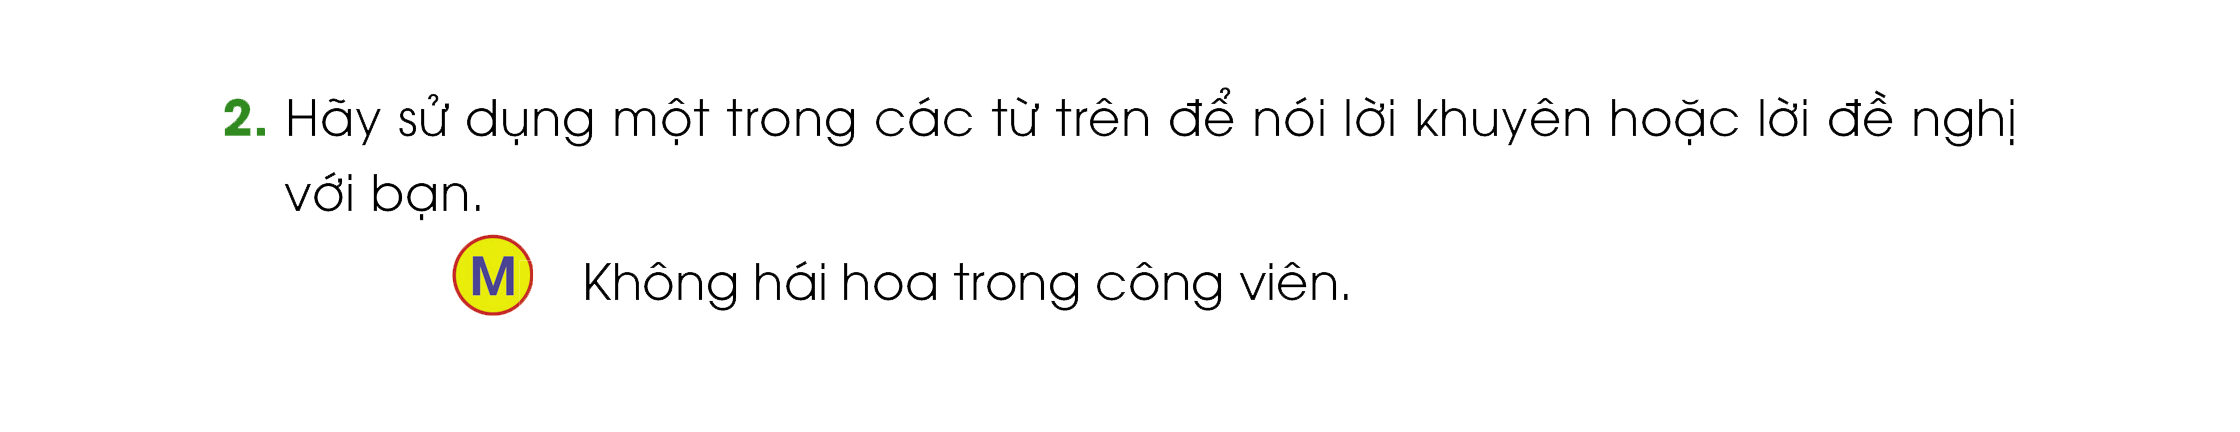 2. Hãy sử dụng một trong các từ trên để nói lời khuyên hoặc lời đề nghị
với bạn.
M Không hái hoa trong công viên.